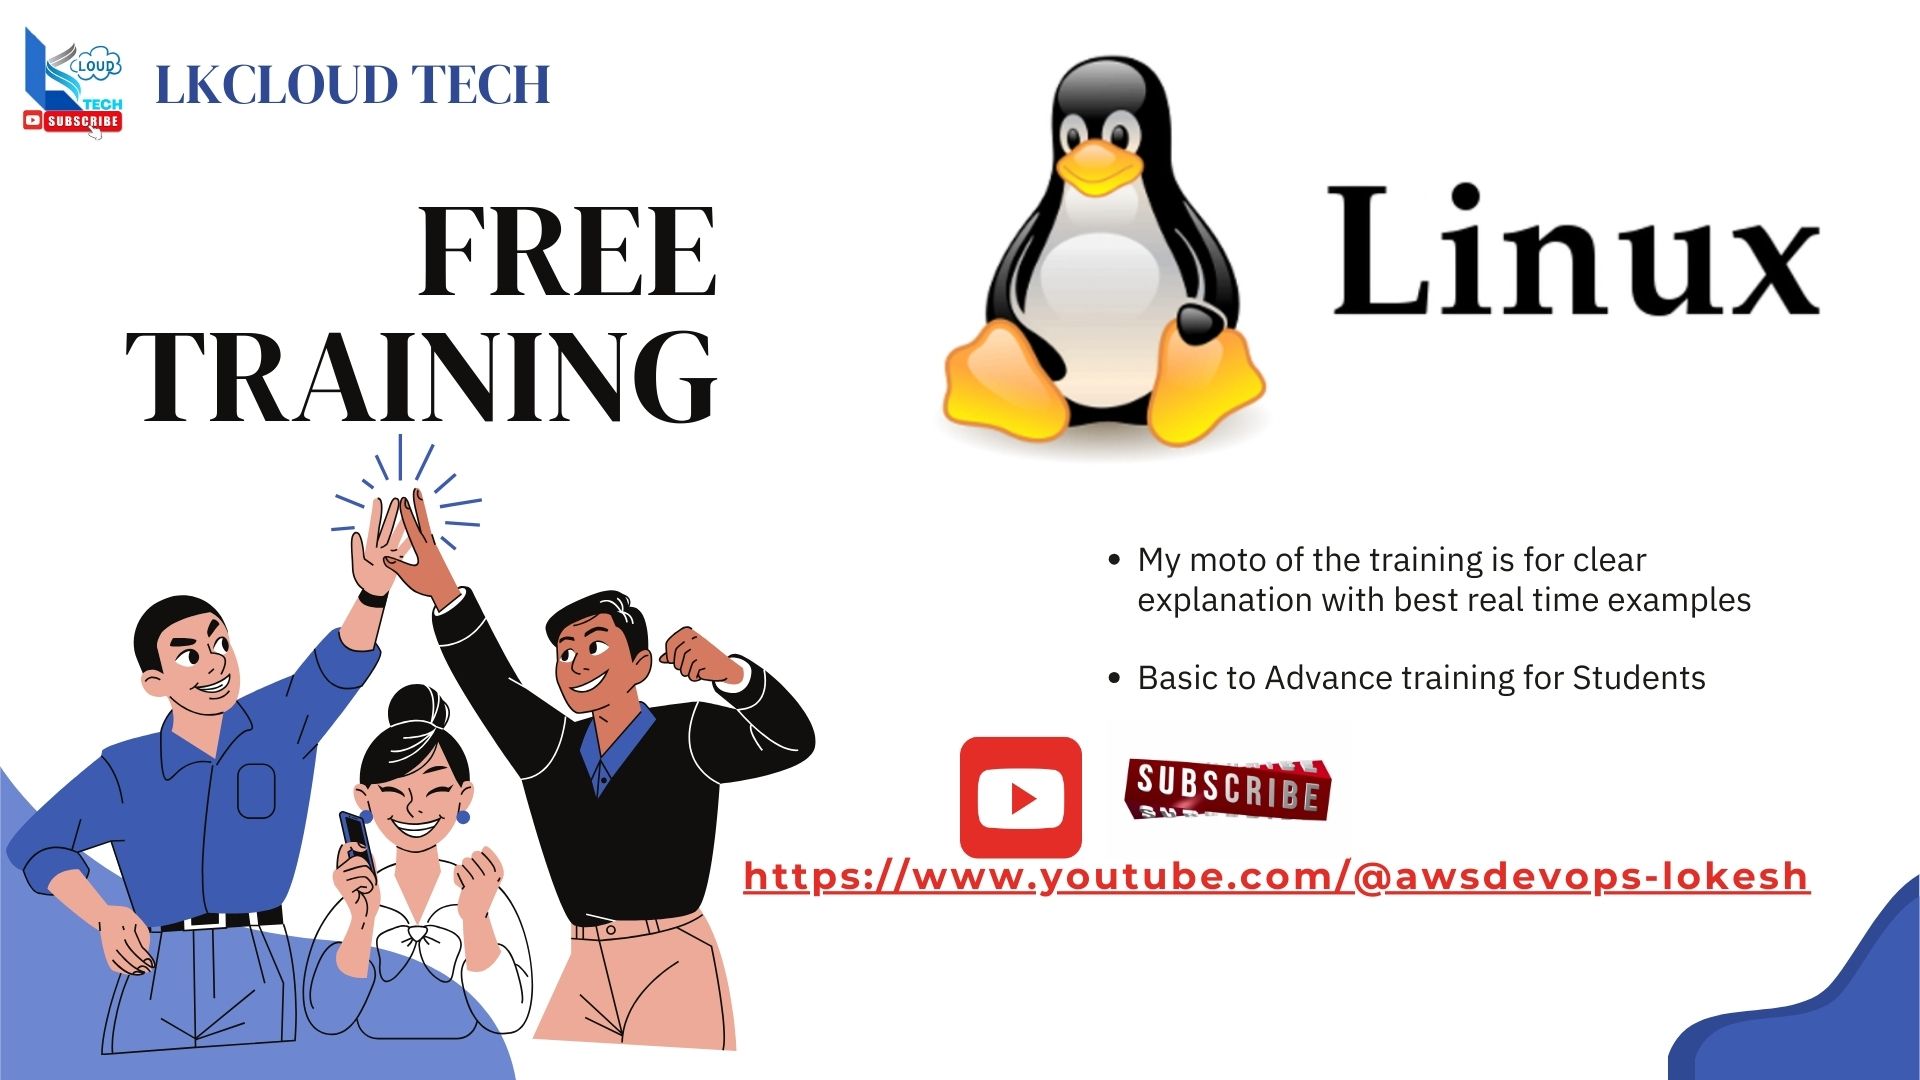 LOUD
TECH
SUBSCRIBE
LKCLOUD TECH
FREE
TRAINING
Linux
• My moto of the training is for clear
explanation with best real time examples
• Basic to Advance training for Students
SUBSCRIBE
https://www.youtube.com/@awsdevops-lokesh